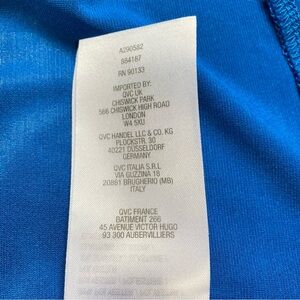 A290582
684167
RN 90133
IMPORTED BY:
QVC UK
CHISWICK PARK
566 CHISWICK HIGH ROAD
LONDON
W4 5XU
QVC HANDEL LLC & CO. KG
PLOCKSTR. 30
40221 DÜSSELDORF
GERMANY
QVC ITALIA S.R.L
VIA GUZZINA 18
20861 BRUGHERIO (MB)
ITALY
QVC FRANCE
BATIMENT 266
45 AVENUE VICTOR HUGO
93 300 AUBERVILLIERS